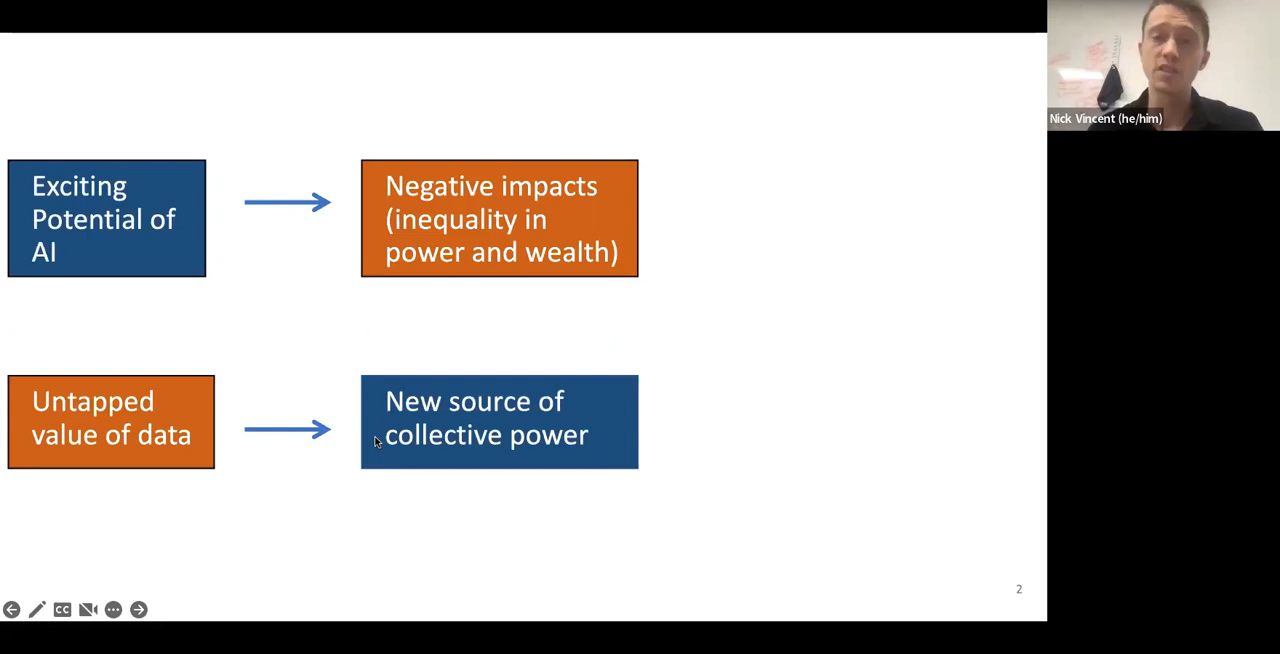 Exciting
Potential of
AI
Negative impacts
(inequality in
power and wealth)
Untapped
value of data
New source of
collective power
2
CC
Nick Vincent (he/him)